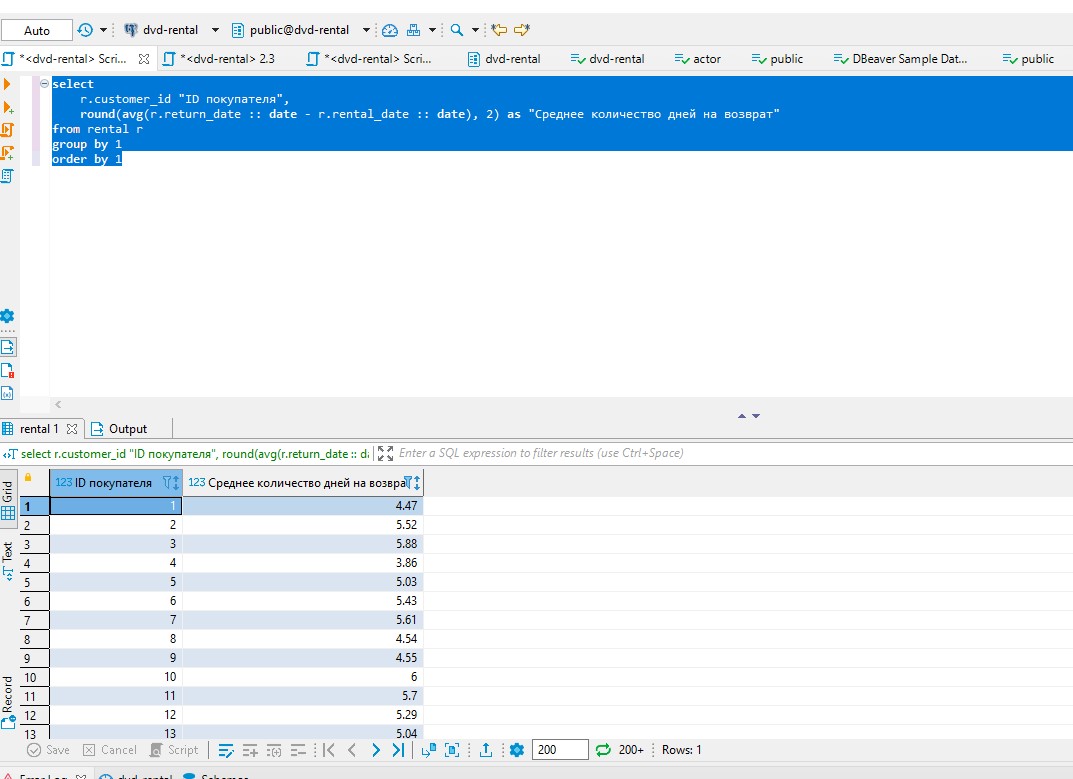 Auto dvd-rental public@dvd-rental
*<dvd-rental> Scri... *<dvd-rental> 2.3 *<dvd-rental> Scri... dvd-rental dvd-rental actor public DBeaver Sample Dat... public
select
r.customer_id "ID покупателя",
round(avg(r.return_date :: date - r.rental_date :: date), 2) as "Среднее количество дней на возврат"
from rental r
group by 1
order by 1
rental 1 Output
select r.customer_id "ID покупателя", round(avg(r.return_date :: d Enter a SQL expression to filter results (use Ctrl+Space)
Grid
Text
Record
123 ID покупателя 123 Среднее количество дней на возвра
1 1 4.47
2 2 5.52
3 3 5.88
4 4 3.86
5 5 5.03
6 6 5.43
7 7 5.61
8 8 4.54
9 9 4.55
10 10 6
11 11 5.7
12 12 5.29
13 13 5.04
Save Cancel Script 200 200+ Rows: 1
Error Log dvd-rental Schemas